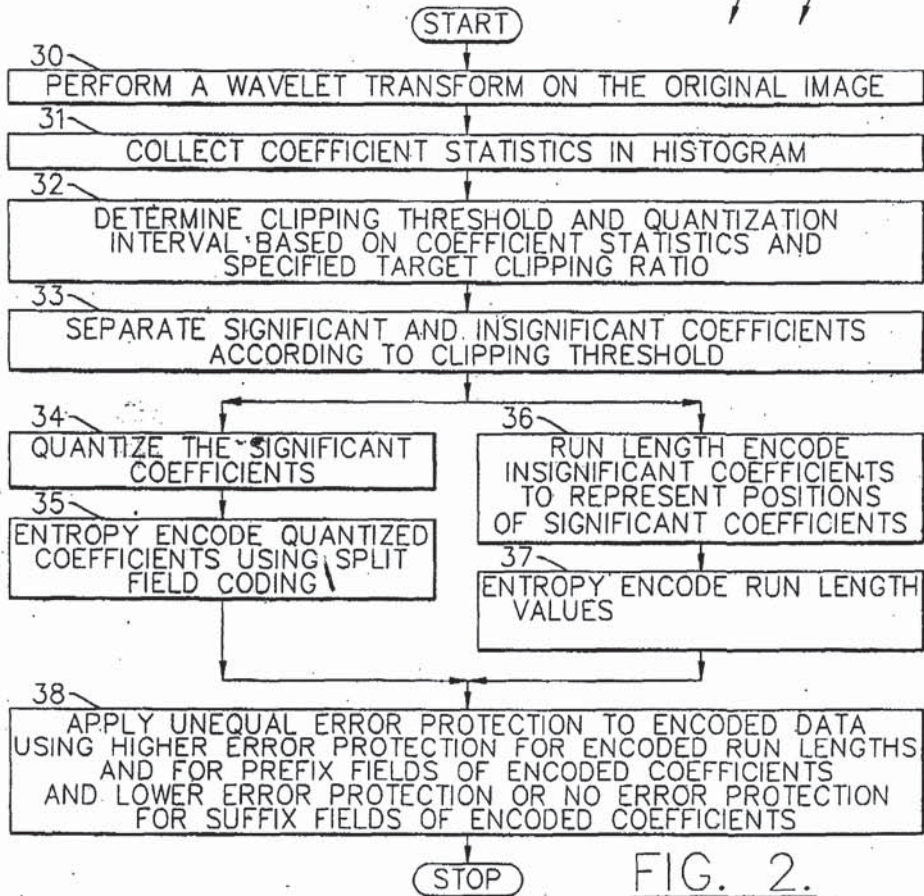 START
30
PERFORM A WAVELET TRANSFORM ON THE ORIGINAL IMAGE
31
COLLECT COEFFICIENT STATISTICS IN HISTOGRAM
32
DETERMINE CLIPPING THRESHOLD AND QUANTIZATION
INTERVAL BASED ON COEFFICIENT STATISTICS AND
SPECIFIED TARGET CLIPPING RATIO
33
SEPARATE SIGNIFICANT AND INSIGNIFICANT COEFFICIENTS
ACCORDING TO CLIPPING THRESHOLD
34
QUANTIZE THE SIGNIFICANT
COEFFICIENTS
35
ENTROPY ENCODE QUANTIZED
COEFFICIENTS USING SPLIT
FIELD CODING
36
RUN LENGTH ENCODE
INSIGNIFICANT COEFFICIENTS
TO REPRESENT POSITIONS
OF SIGNIFICANT COEFFICIENTS
37
ENTROPY ENCODE RUN LENGTH
VALUES
38
APPLY UNEQUAL ERROR PROTECTION TO ENCODED DATA
USING HIGHER ERROR PROTECTION FOR ENCODED RUN LENGTHS
AND FOR PREFIX FIELDS OF ENCODED COEFFICIENTS
AND LOWER ERROR PROTECTION OR NO ERROR PROTECTION
FOR SUFFIX FIELDS OF ENCODED COEFFICIENTS
STOP
FIG. 2.